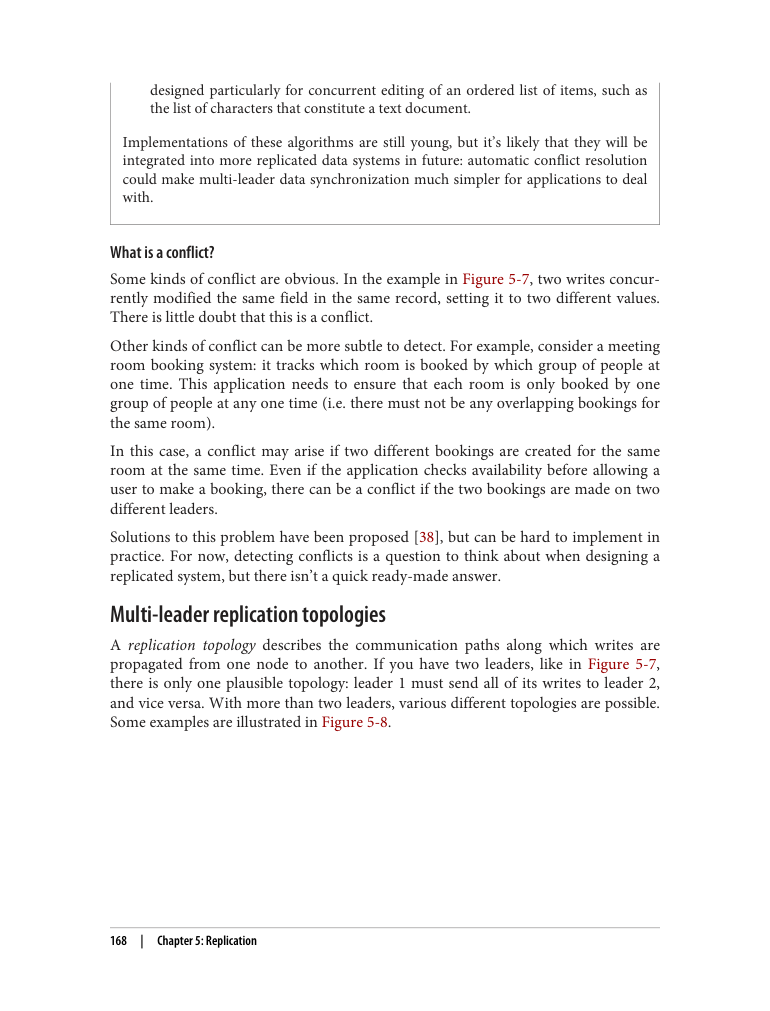 designed particularly for concurrent editing of an ordered list of items, such as
the list of characters that constitute a text document.
Implementations of these algorithms are still young, but it’s likely that they will be
integrated into more replicated data systems in future: automatic conflict resolution
could make multi-leader data synchronization much simpler for applications to deal
with.
What is a conflict?
Some kinds of conflict are obvious. In the example in Figure 5-7, two writes concur-
rently modified the same field in the same record, setting it to two different values.
There is little doubt that this is a conflict.
Other kinds of conflict can be more subtle to detect. For example, consider a meeting
room booking system: it tracks which room is booked by which group of people at
one time. This application needs to ensure that each room is only booked by one
group of people at any one time (i.e. there must not be any overlapping bookings for
the same room).
In this case, a conflict may arise if two different bookings are created for the same
room at the same time. Even if the application checks availability before allowing a
user to make a booking, there can be a conflict if the two bookings are made on two
different leaders.
Solutions to this problem have been proposed [38], but can be hard to implement in
practice. For now, detecting conflicts is a question to think about when designing a
replicated system, but there isn’t a quick ready-made answer.
Multi-leader replication topologies
A replication topology describes the communication paths along which writes are
propagated from one node to another. If you have two leaders, like in Figure 5-7,
there is only one plausible topology: leader 1 must send all of its writes to leader 2,
and vice versa. With more than two leaders, various different topologies are possible.
Some examples are illustrated in Figure 5-8.
168 | Chapter 5: Replication